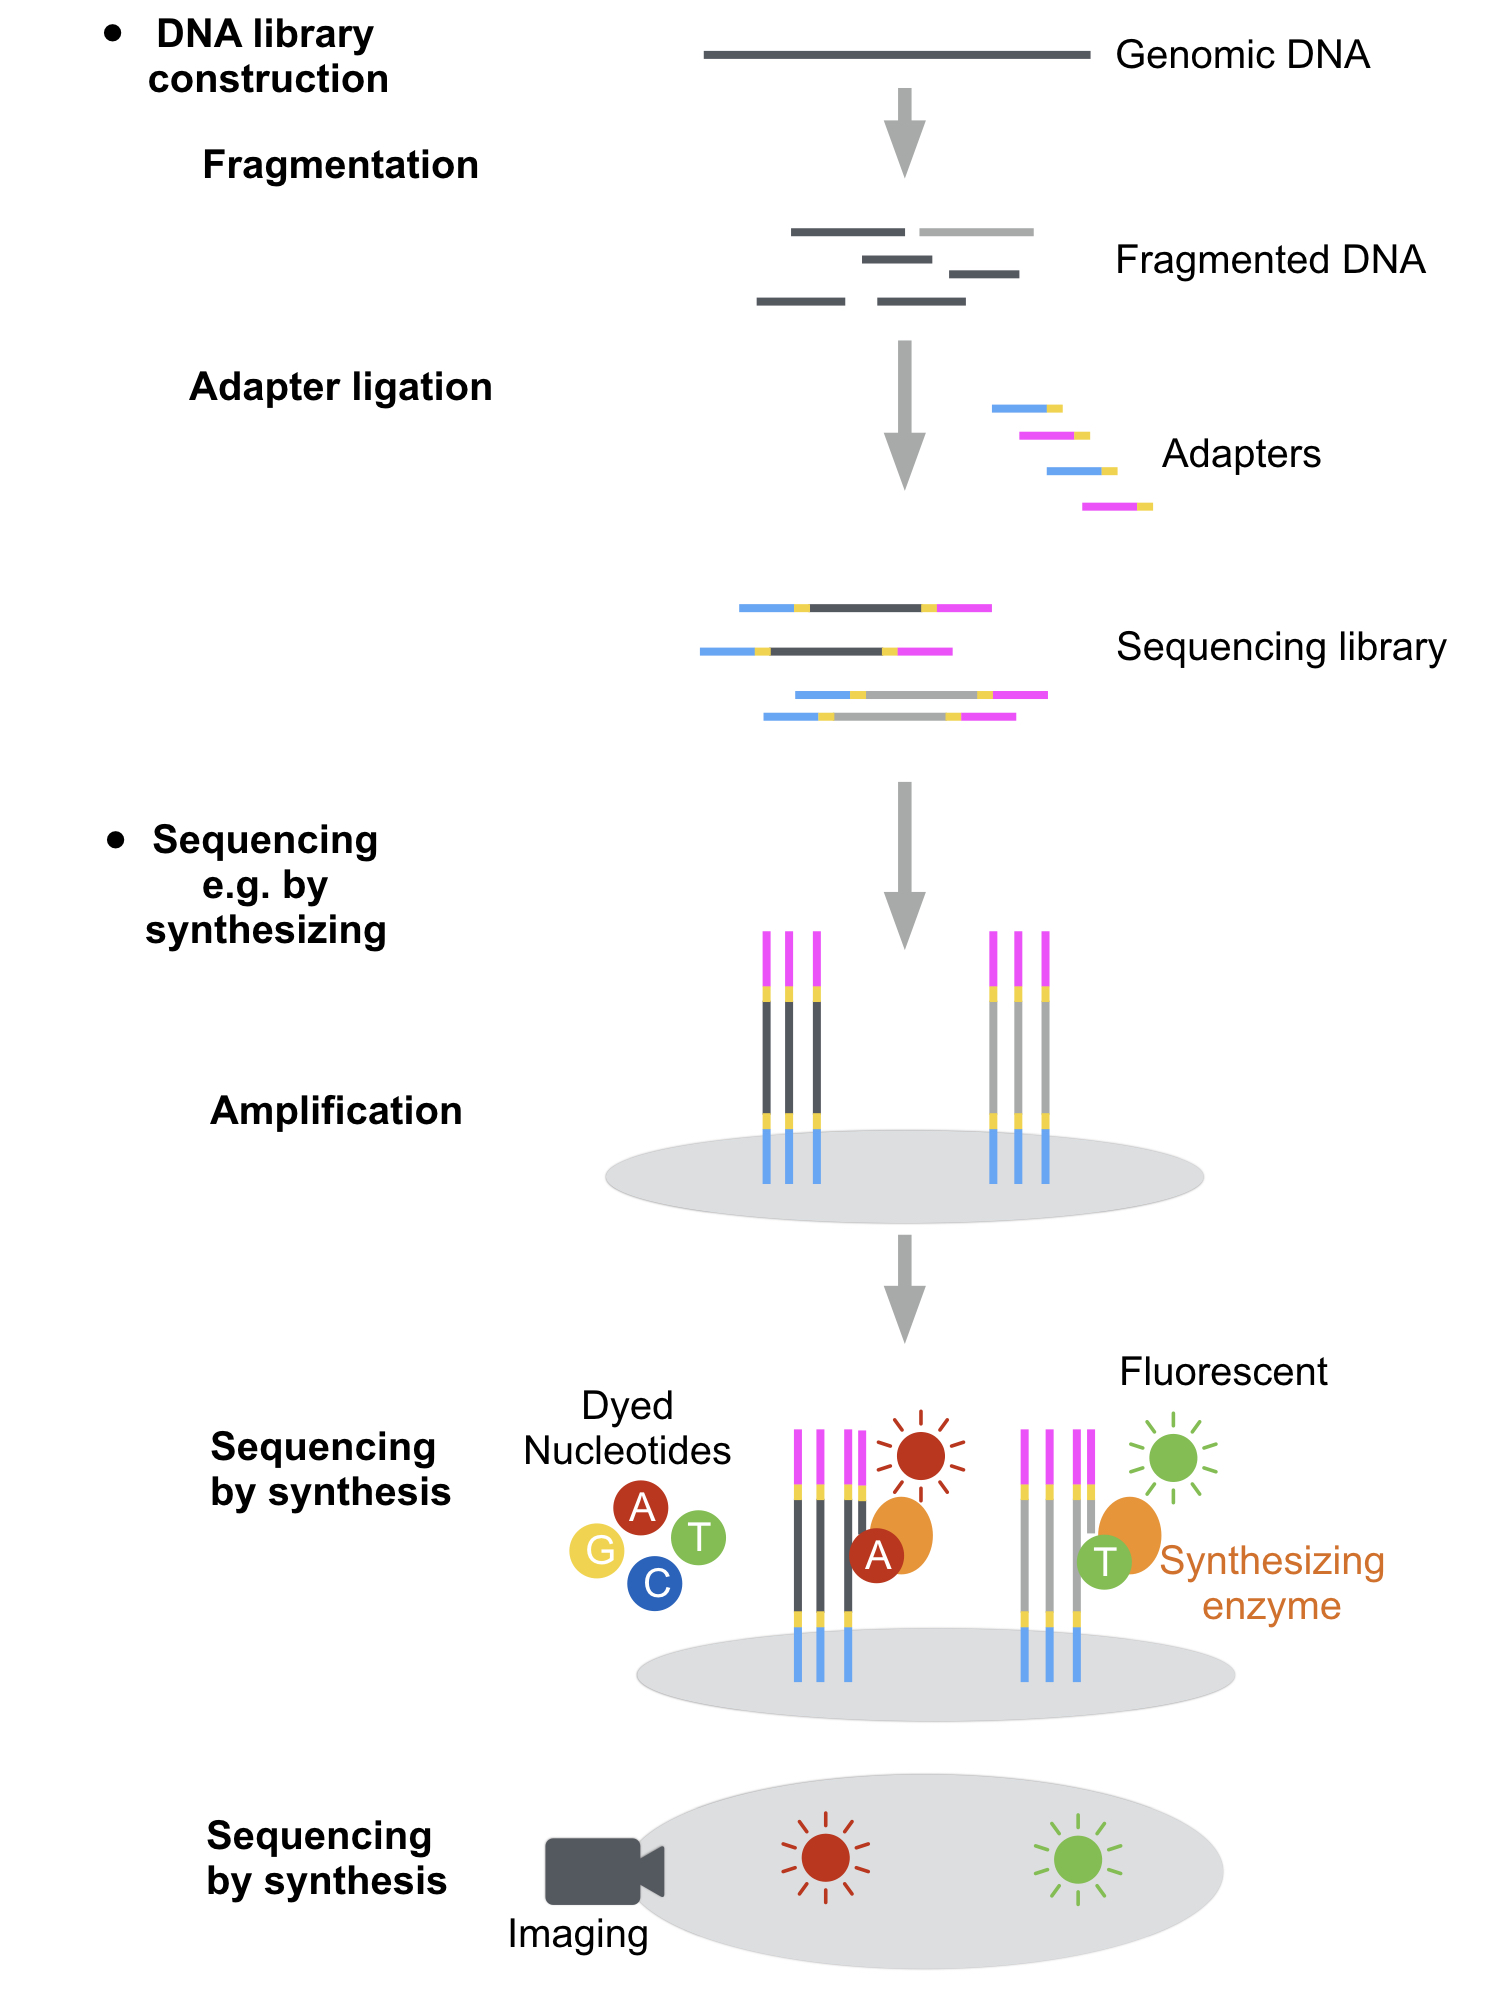 • DNA library
construction
Genomic DNA
Fragmentation
Fragmented DNA
Adapter ligation
Adapters
Sequencing library
• Sequencing
e.g. by
synthesizing
Amplification
Fluorescent
Dyed
Nucleotides
Sequencing
by synthesis
A
G
T
C
A
T
Synthesizing
enzyme
Sequencing
by synthesis
Imaging